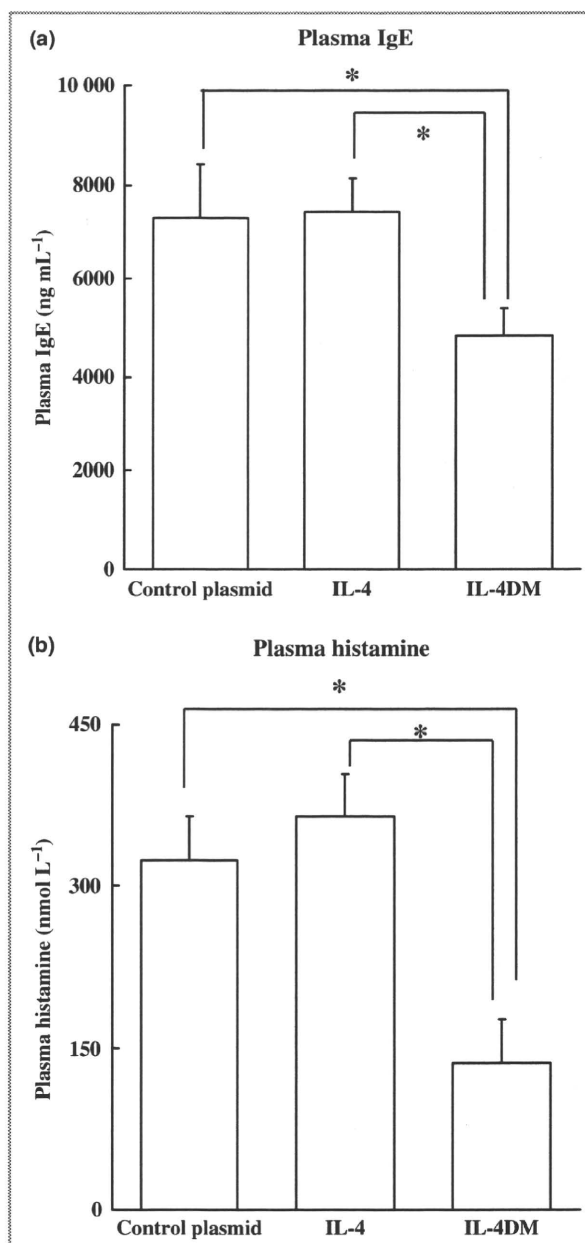 (a)
Plasma IgE
*
*
10 000
8000
6000
4000
2000
0
Plasma IgE (ng mL⁻¹)
Control plasmid IL-4 IL-4DM
(b)
Plasma histamine
*
*
450
300
150
0
Plasma histamine (nmol L⁻¹)
Control plasmid IL-4 IL-4DM